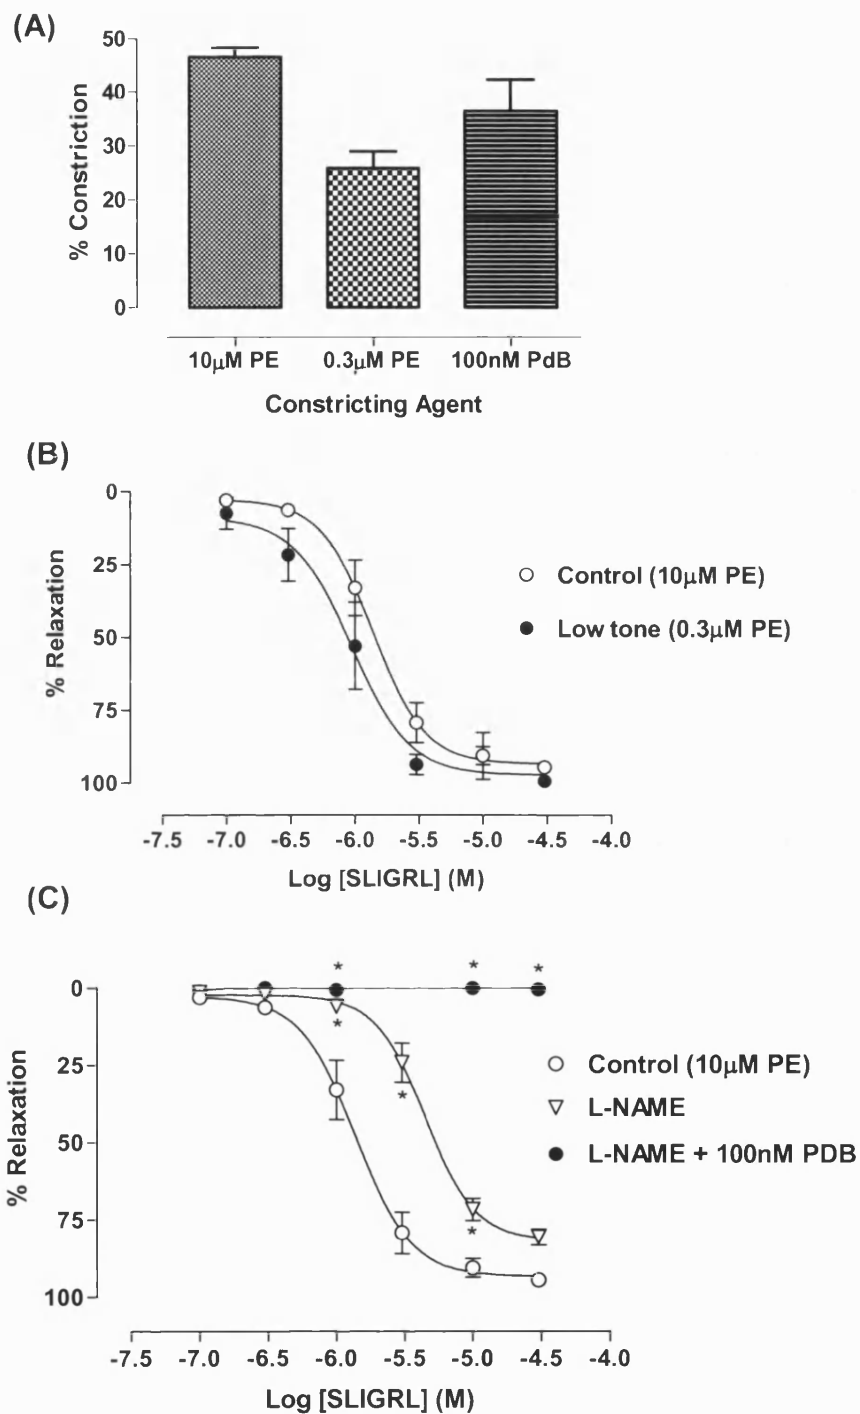 (A)
50
40
30
20
10
0
% Constriction
10μM PE 0.3μM PE 100nM PdB
Constricting Agent
(B)
0
25
50
75
100
% Relaxation
Control (10μM PE)
Low tone (0.3μM PE)
-7.5 -7.0 -6.5 -6.0 -5.5 -5.0 -4.5 -4.0
Log [SLIGRL] (M)
(C)
* * *
0
25
50
75
100
% Relaxation
*
*
*
Control (10μM PE)
L-NAME
L-NAME + 100nM PDB
-7.5 -7.0 -6.5 -6.0 -5.5 -5.0 -4.5 -4.0
Log [SLIGRL] (M)